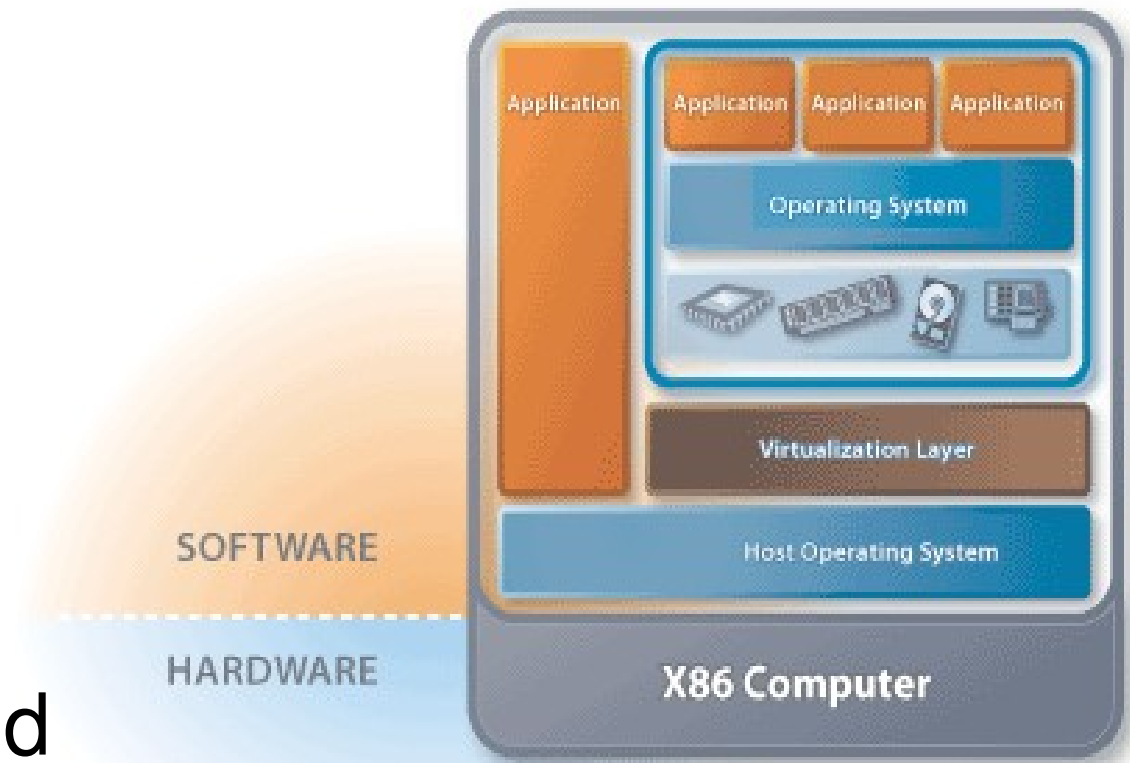 Application
Application Application Application
Operating System
Virtualization Layer
Host Operating System
SOFTWARE
HARDWARE
X86 Computer
d